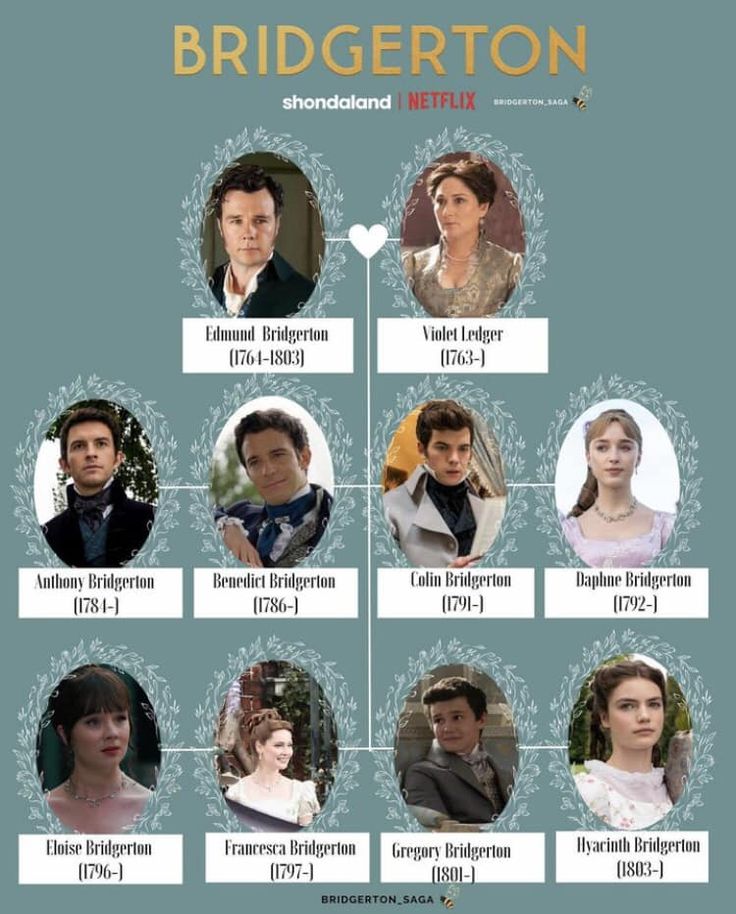 BRIDGERTON
shondaland | NETFLIX BRIDGERTON_SAGA
Edmund Bridgerton
(1764-1803)
Violet Ledger
(1763-)
Anthony Bridgerton
(1784-)
Benedict Bridgerton
(1786-)
Colin Bridgerton
(1791-)
Daphne Bridgerton
(1792-)
Eloise Bridgerton
(1796-)
Francesca Bridgerton
(1797-)
Gregory Bridgerton
(1801-)
Hyacinth Bridgerton
(1803-)
BRIDGERTON_SAGA